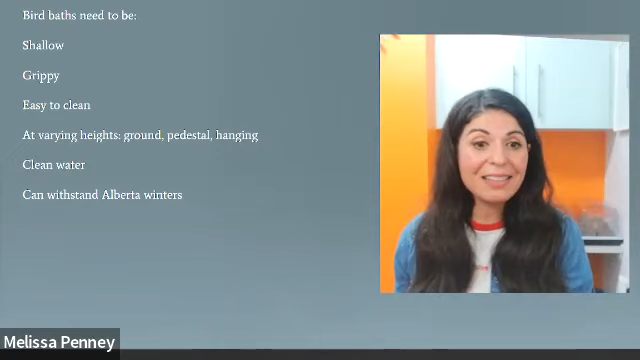 Bird baths need to be:
Shallow
Grippy
Easy to clean
At varying heights: ground, pedestal, hanging
Clean water
Can withstand Alberta winters
Melissa Penney